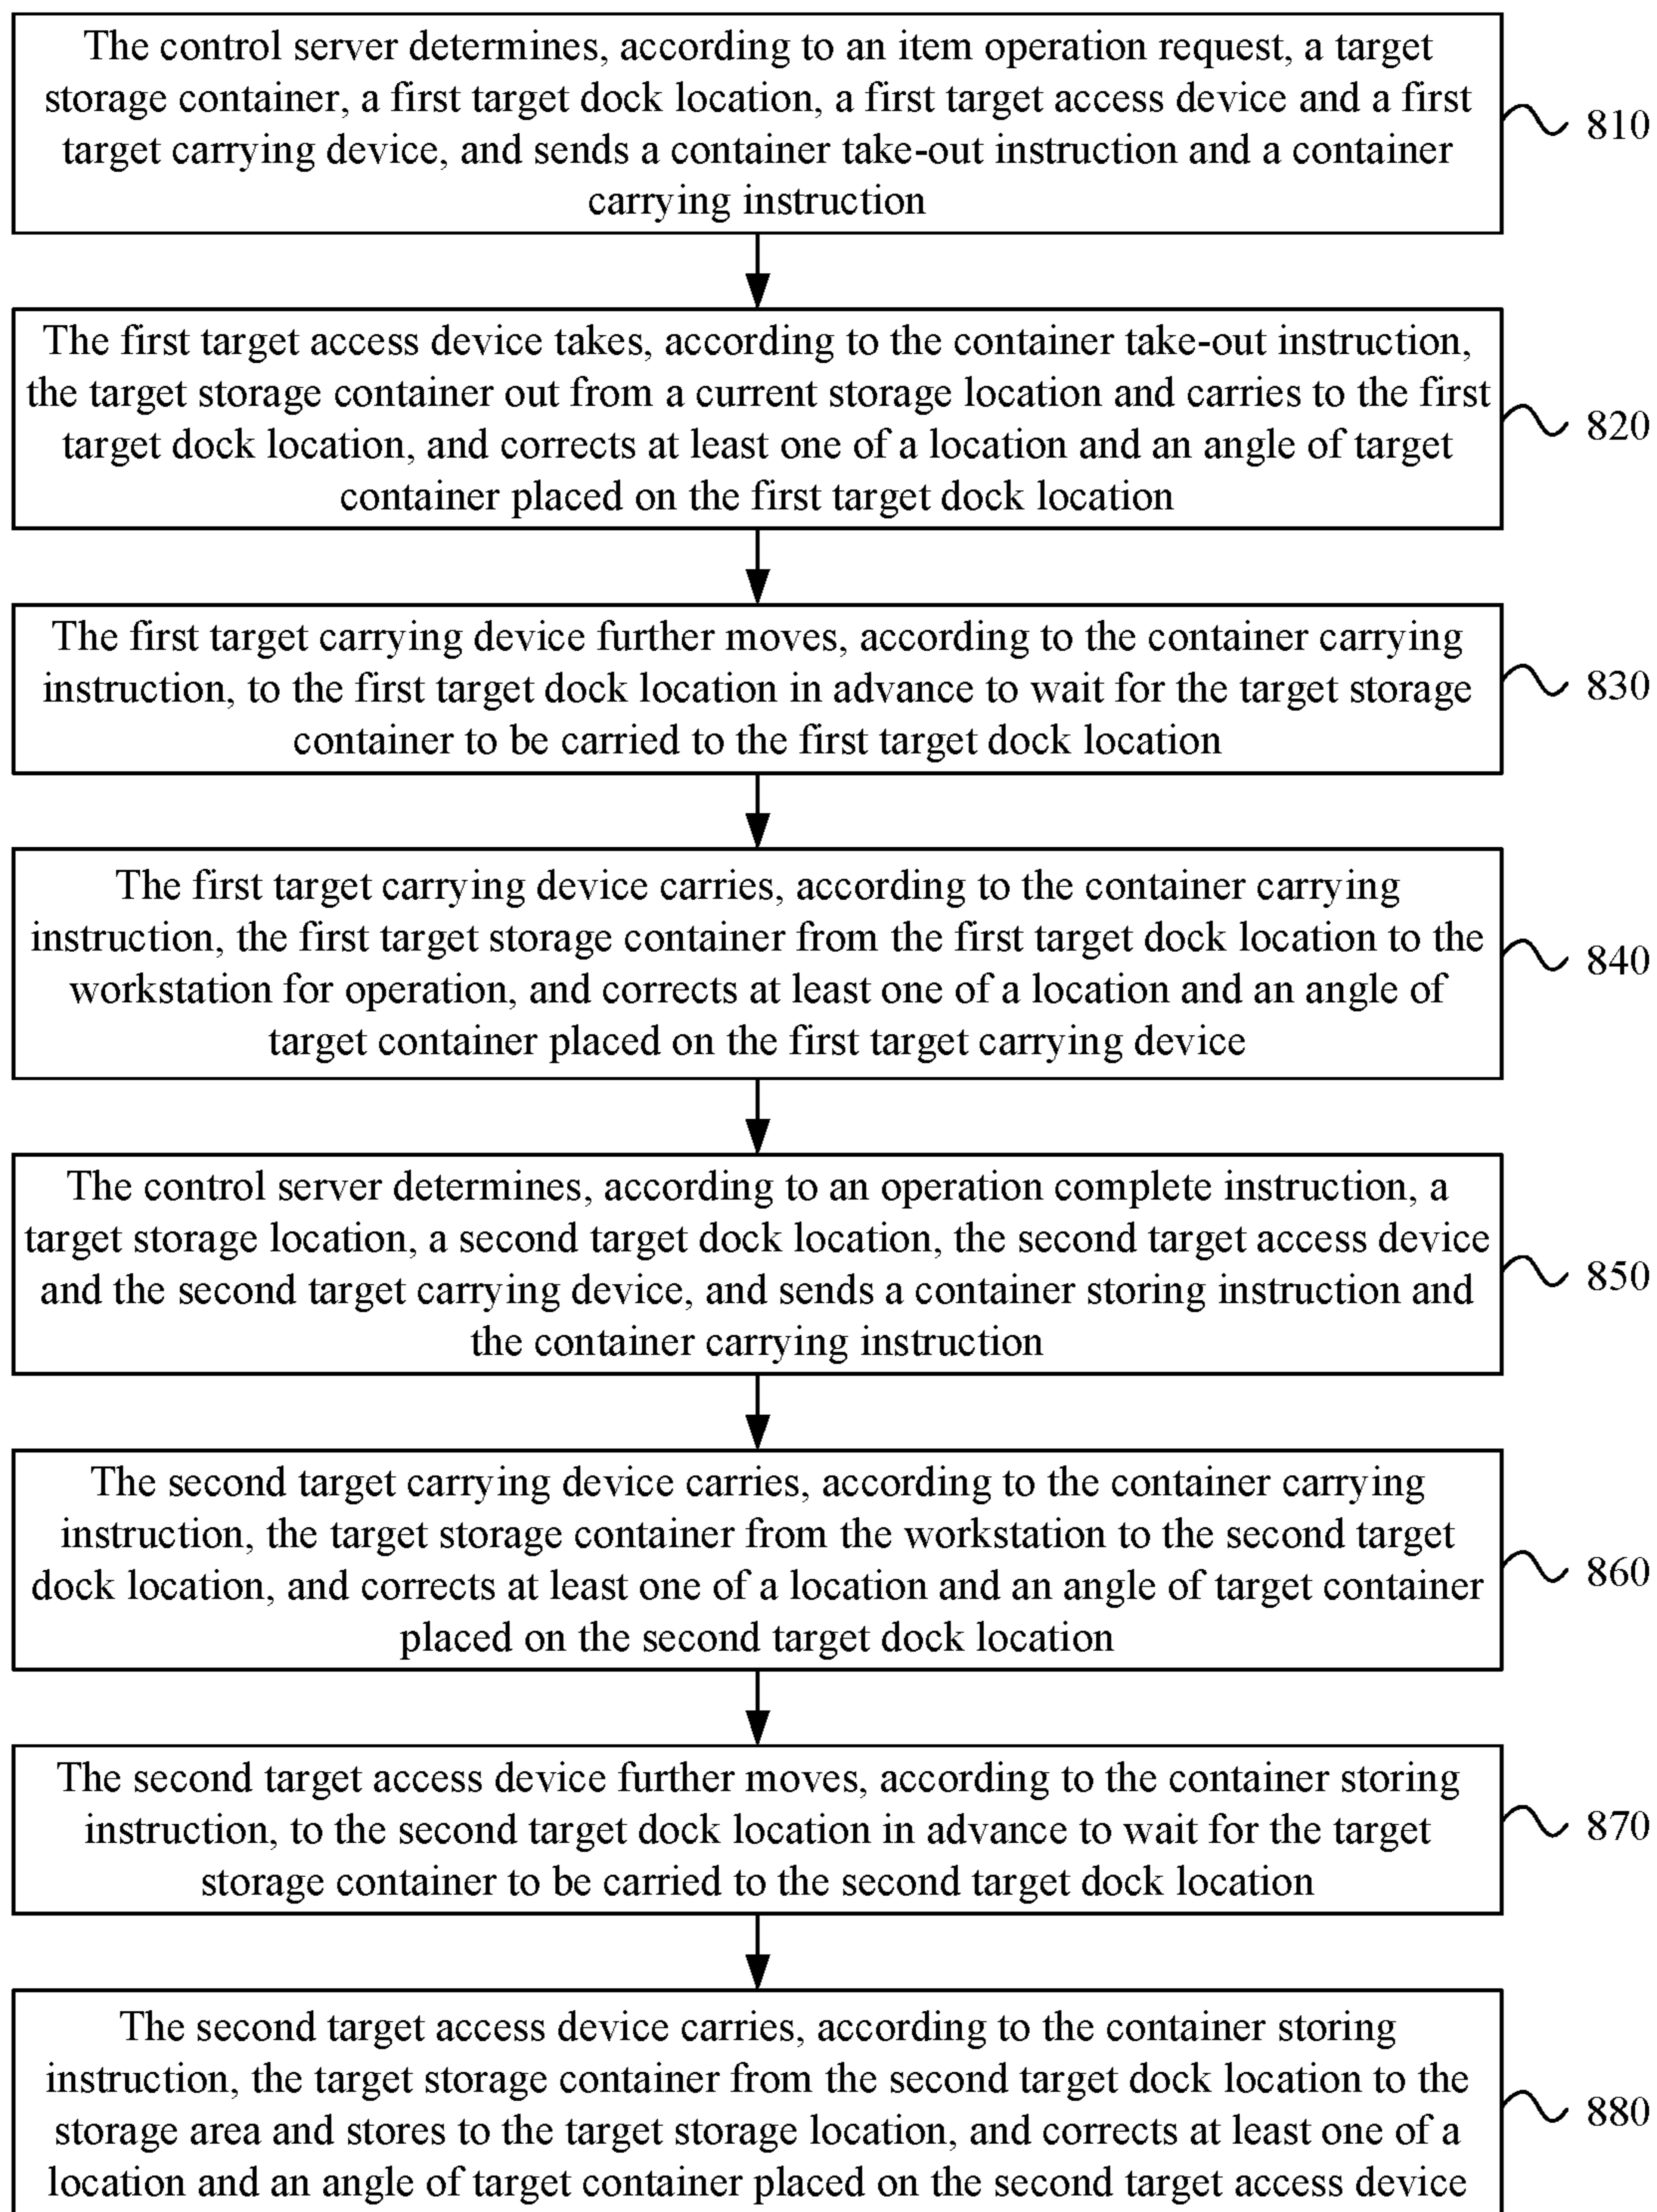 The control server determines, according to an item operation request, a target
storage container, a first target dock location, a first target access device and a first
target carrying device, and sends a container take-out instruction and a container
carrying instruction
810
The first target access device takes, according to the container take-out instruction,
the target storage container out from a current storage location and carries to the first
target dock location, and corrects at least one of a location and an angle of target
container placed on the first target dock location
820
The first target carrying device further moves, according to the container carrying
instruction, to the first target dock location in advance to wait for the target storage
container to be carried to the first target dock location
830
The first target carrying device carries, according to the container carrying
instruction, the first target storage container from the first target dock location to the
workstation for operation, and corrects at least one of a location and an angle of
target container placed on the first target carrying device
840
The control server determines, according to an operation complete instruction, a
target storage location, a second target dock location, the second target access device
and the second target carrying device, and sends a container storing instruction and
the container carrying instruction
850
The second target carrying device carries, according to the container carrying
instruction, the target storage container from the workstation to the second target
dock location, and corrects at least one of a location and an angle of target container
placed on the second target dock location
860
The second target access device further moves, according to the container storing
instruction, to the second target dock location in advance to wait for the target
storage container to be carried to the second target dock location
870
The second target access device carries, according to the container storing
instruction, the target storage container from the second target dock location to the
storage area and stores to the target storage location, and corrects at least one of a
location and an angle of target container placed on the second target access device
880